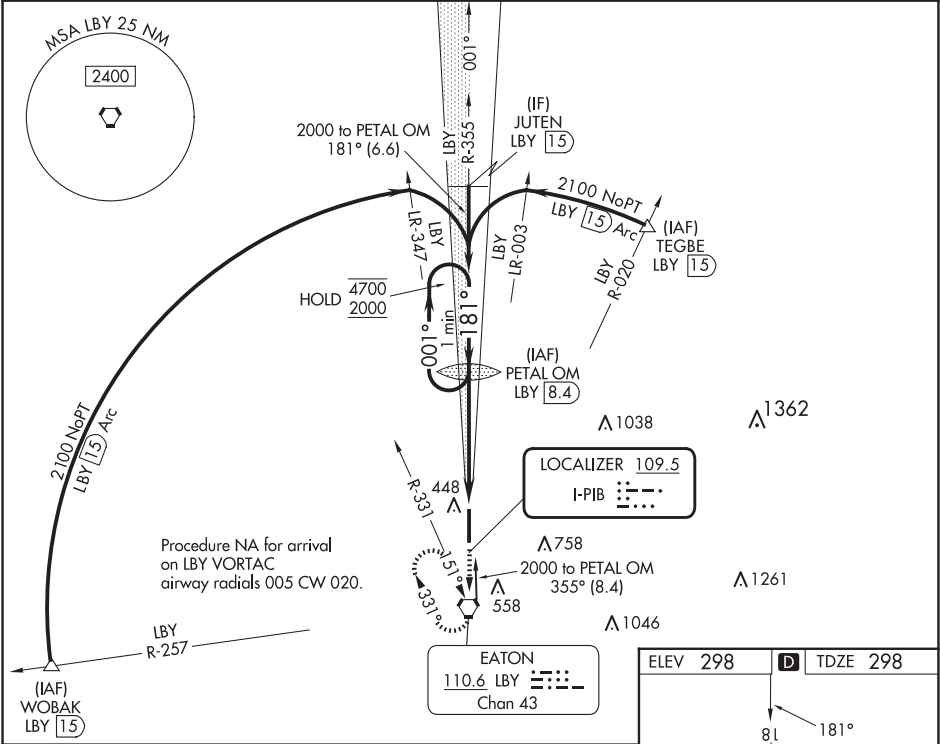 MSA LBY 25 NM
2400
2000 to PETAL OM
181° (6.6)
LBY
R-355
001°
(IF)
JUTEN
LBY 15
2100 NoPT
LBY 15 Arc
(IAF)
TEGBE
LBY 15
LBY
R-020
LBY
LR-347
LBY
LR-003
HOLD
4700
2000
001°
1 min
181°
(IAF)
PETAL OM
LBY 8.4
1038
1362
2100 NoPT
LBY 15 Arc
LOCALIZER 109.5
I-PIB
R-331
448
151°
331°
758
2000 to PETAL OM
355° (8.4)
558
1261
1046
Procedure NA for arrival
on LBY VORTAC
airway radials 005 CW 020.
LBY
R-257
(IAF)
WOBAK
LBY 15
EATON
110.6 LBY
Chan 43
ELEV 298
D
TDZE 298
18
181°